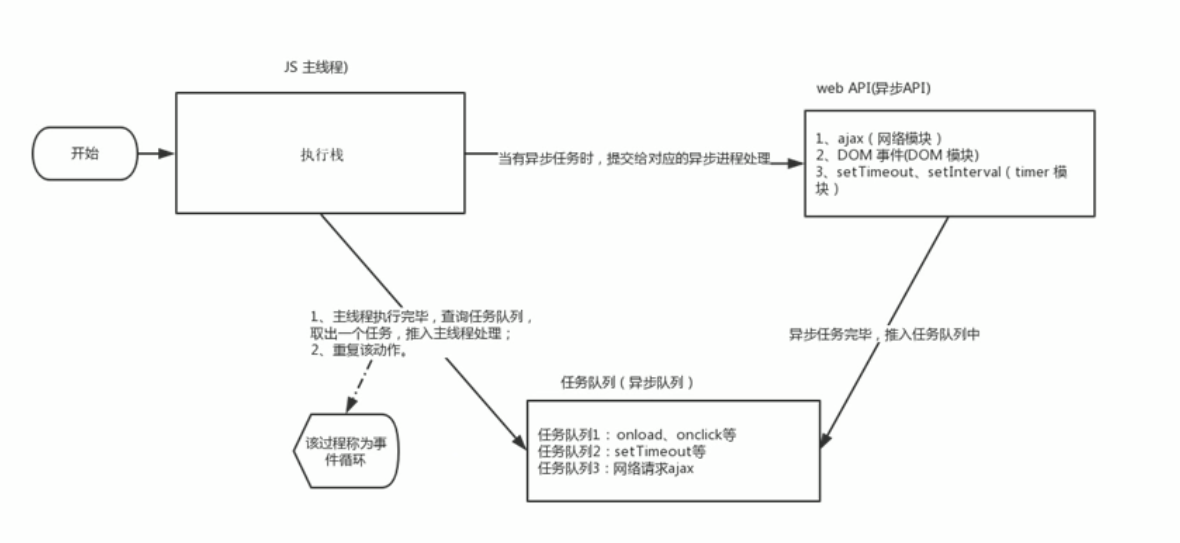 JS 主线程)
web API(异步API)
开始
执行栈
当有异步任务时，提交给对应的异步进程处理
1、ajax（网络模块）
2、DOM 事件(DOM 模块)
3、setTimeout、setInterval（timer 模
块）
1、主线程执行完毕，查询任务队列，
取出一个任务，推入主线程处理；
2、重复该动作。
异步任务完毕，推入任务队列中
任务队列（异步队列）
该过程称为事
件循环
任务队列1：onload、onclick等
任务队列2：setTimeout等
任务队列3：网络请求ajax